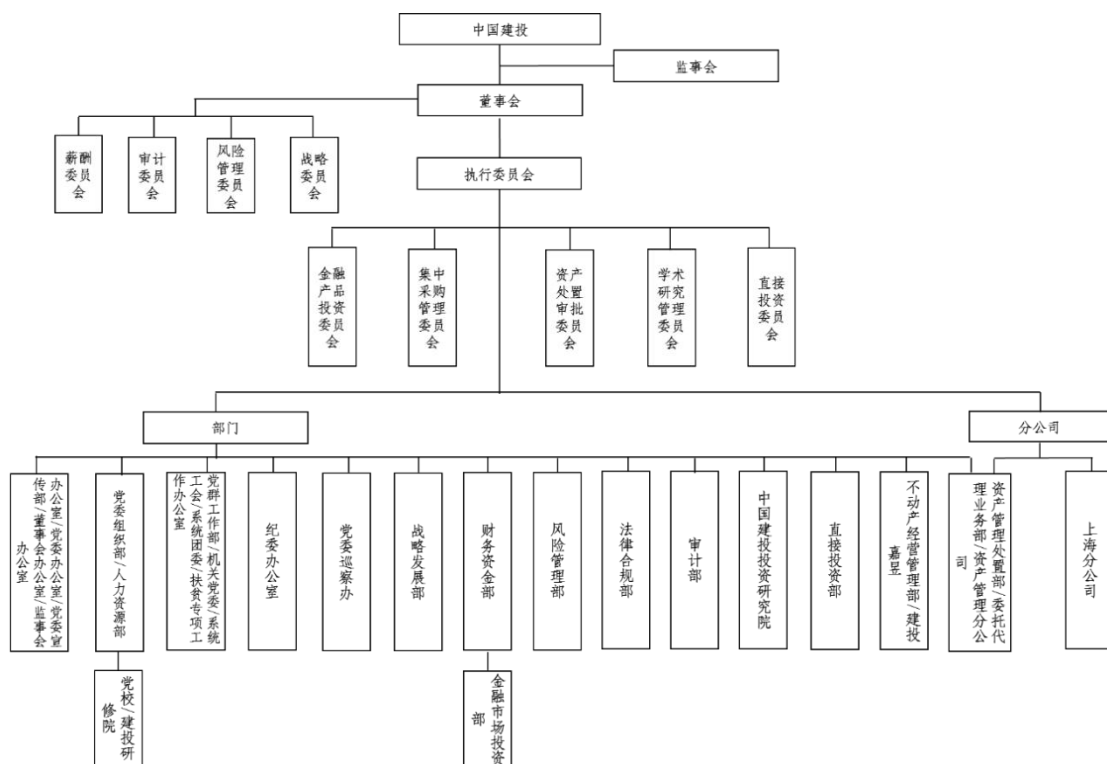 中国建投
监事会
董事会
薪酬
委员
会
审计
委员
会
风险
管理
委员
会
战略
委员
会
执行委员会
金融
产品
投资
委员
会
集中
采购
管理
委员
会
资产
处置
审批
委员
会
学术
研究
管理
委员
会
直接
投资
委员
会
部门
分公司
办公室/党委办公室/党委宣
传部/董事会办公室/监事会
办公室
党委组织部/人力资源部
党群工作部/机关党委/系统
工会/系统团委/扶贫专项工
作办公室
纪委办公室
党委巡察办
战略发展部
财务资金部
风险管理部
法律合规部
审计部
中国建投投资研究院
直接投资部
不动产经营管理部/建投
嘉昱
资产管理处置部/委托代
理业务部/资产管理分公
司
上海分公司
党校/建投研
修院
金融市场投资
部